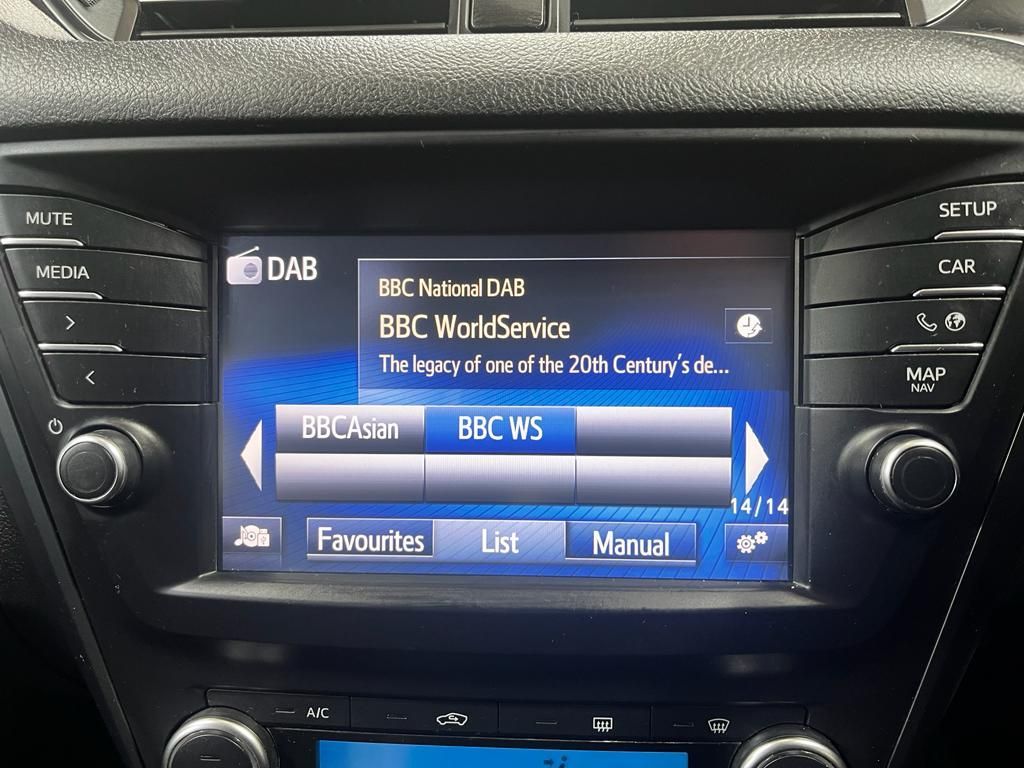 MUTE
MEDIA
SETUP
CAR
MAP
NAV
DAB
BBC National DAB
BBC WorldService
The legacy of one of the 20th Century's de...
BBCAsian
BBC WS
14/14
Favourites
List
Manual
A/C